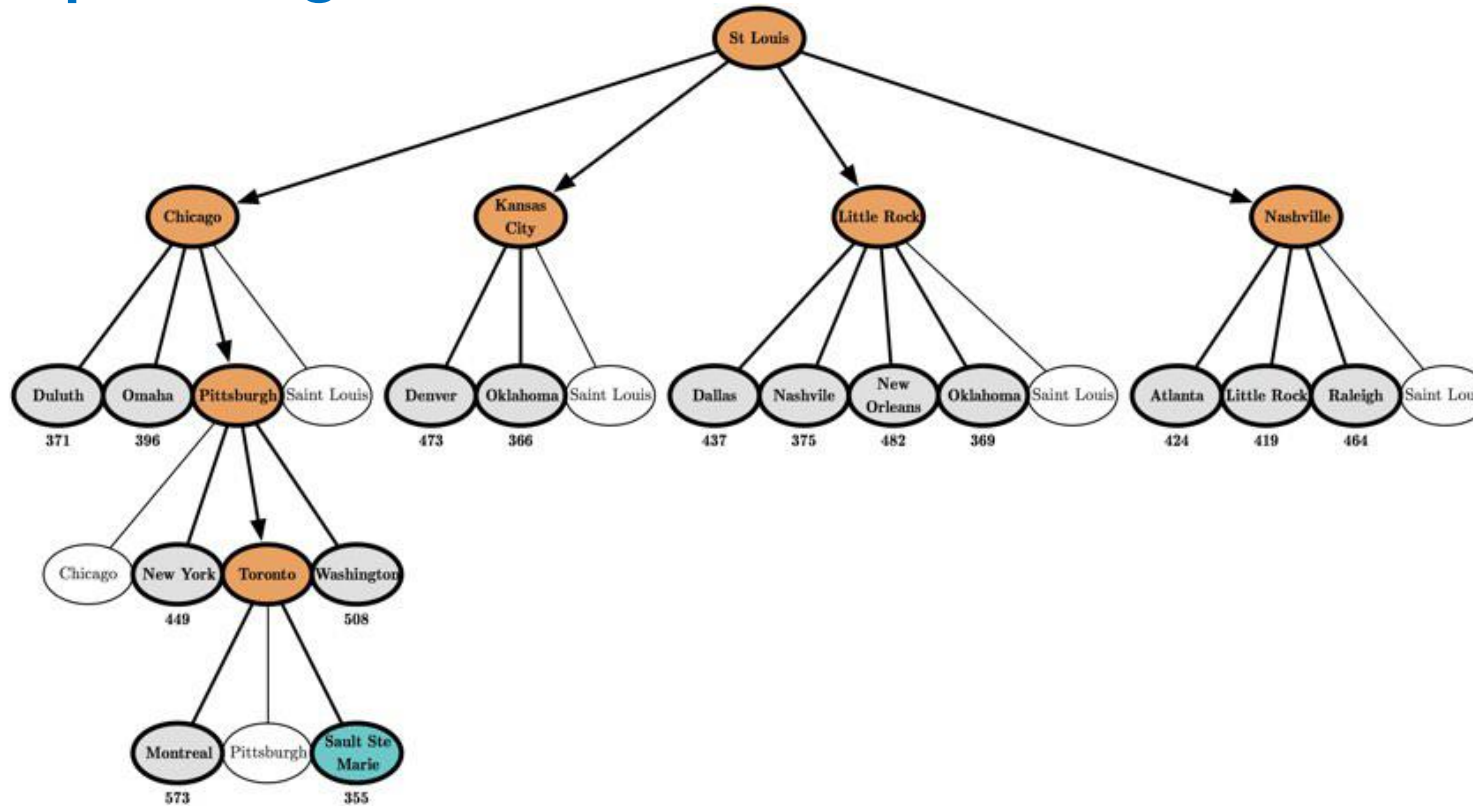 St Louis
Chicago
Kansas
City
Little Rock
Nashville
Duluth
Omaha
Pittsburgh
Saint Louis
Denver
Oklahoma
Saint Louis
Dallas
Nashvile
New
Orleans
Oklahoma
Saint Louis
Atlanta
Little Rock
Raleigh
Saint Lou
371
396
473
366
437
375
482
369
424
419
464
Chicago
New York
Toronto
Washington
449
508
Montreal
Pittsburgh
Sault Ste
Marie
573
355